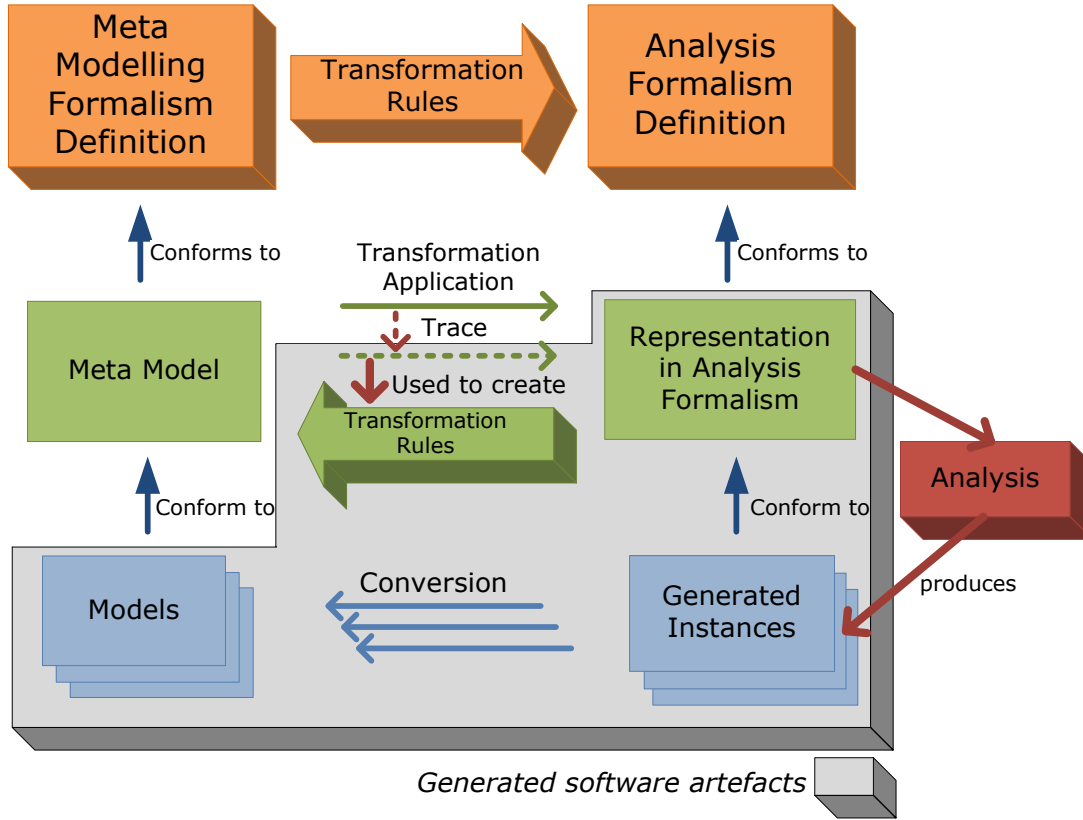 Meta
Modelling
Formalism
Definition
Transformation
Rules
Analysis
Formalism
Definition
Conforms to
Transformation
Application
Conforms to
Trace
Meta Model
Used to create
Representation
in Analysis
Formalism
Transformation
Rules
Analysis
Conform to
Conform to
Models
Conversion
Generated
Instances
produces
Generated software artefacts